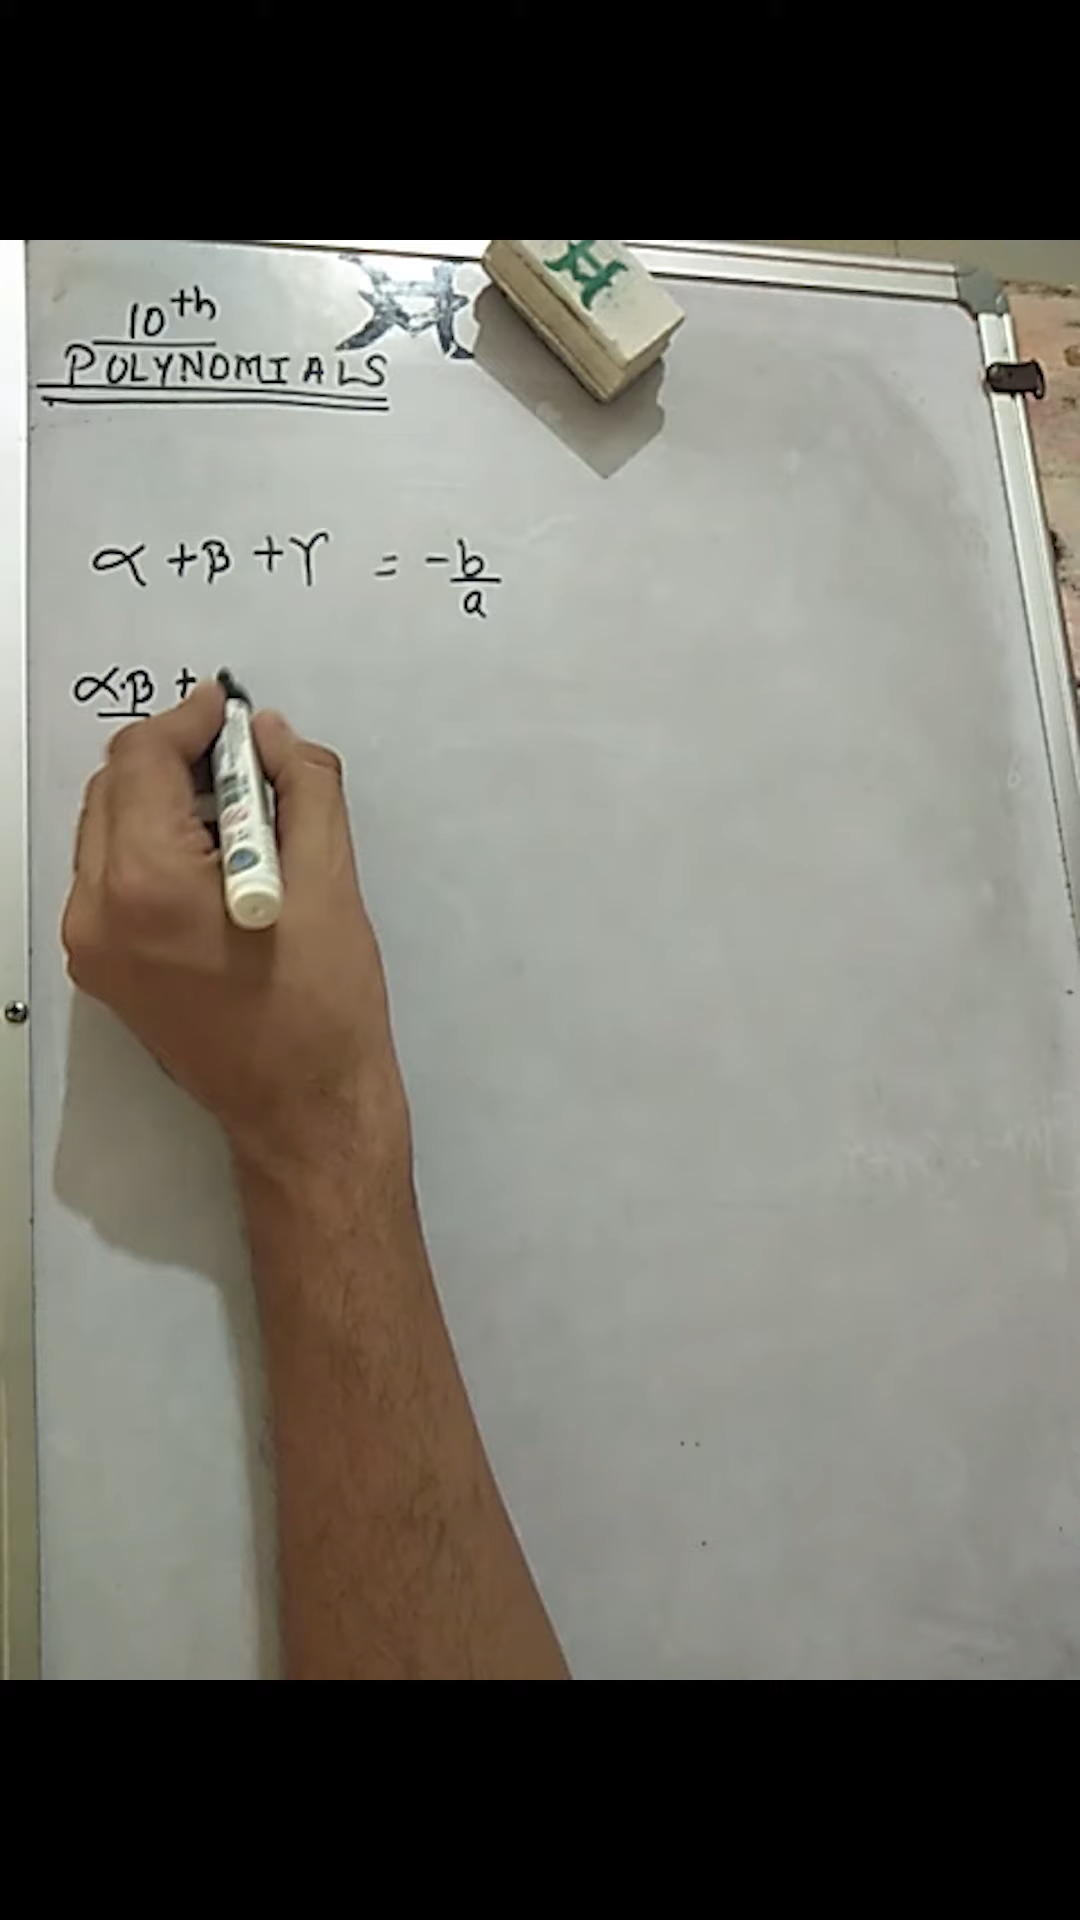 10th
POLYNOMIALS
α + β + γ = -b/a
α.β +